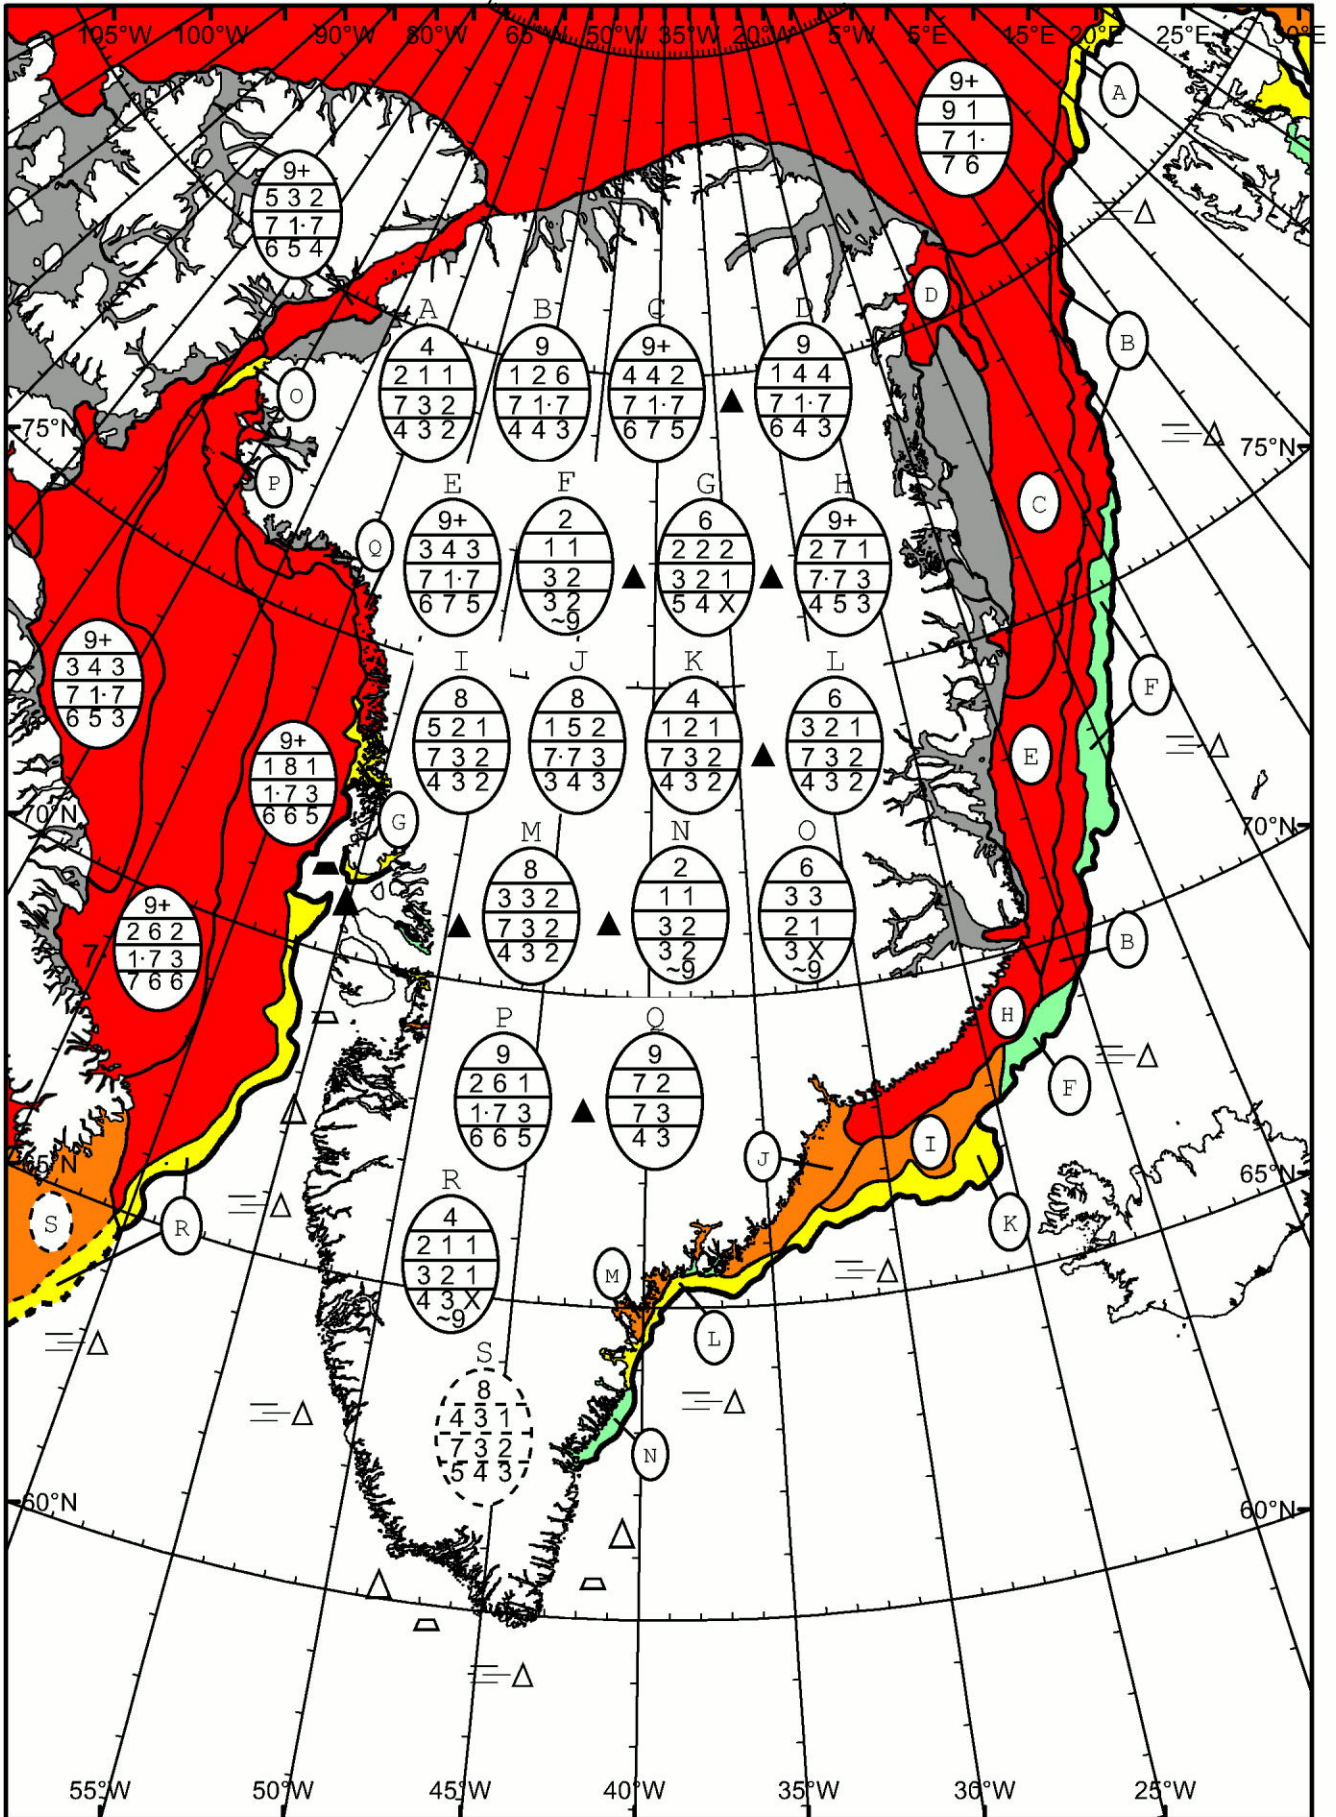 105°W 100°W 90°W 80°W 65°W 50°W 35°W 20°W 5°W 5°E 15°E 20°E 25°E 30°E
A
9+
9 1
7 1·
7 6
9+
5 3 2
7 1·7
6 5 4
D
B
O
75°N
75°N
P
C
Q
A B C D
4 9 9+ 9
2 1 1 1 2 6 4 4 2 1 4 4
7 3 2 7 1·7 7 1·7 7 1·7
4 3 2 4 4 3 6 7 5 6 4 3
E F G H
9+ 2 6 9+
3 4 3 1 1 2 2 2 2 7 1
7 1·7 3 2 3 2 1 7·7 3
6 7 5 3 2 5 4 X 4 5 3
~9
F
9+
3 4 3
7 1·7
6 5 3
E
I J K L
8 8 4 6
5 2 1 1 5 2 1 2 1 3 2 1
7 3 2 7·7 3 7 3 2 7 3 2
4 3 2 3 4 3 4 3 2 4 3 2
9+
1 8 1
1·7 3
6 6 5
70°N
70°N
G
M N O
8 2 6
3 3 2 1 1 3 3
7 3 2 3 2 2 1
4 3 2 3 2 3 X
~9 ~9
9+
2 6 2
1·7 3
7 6 6
7
B
H
F
P Q
9 9
2 6 1 7 2
1·7 3 7 3
6 6 5 4 3
J
I
65°N
65°N
S
R
K
R
4
2 1 1
3 2 1
4 3 X
~9
M
L
S
8
4 3 1
7 3 2
5 4 3
N
60°N
60°N
55°W 50°W 45°W 40°W 35°W 30°W 25°W